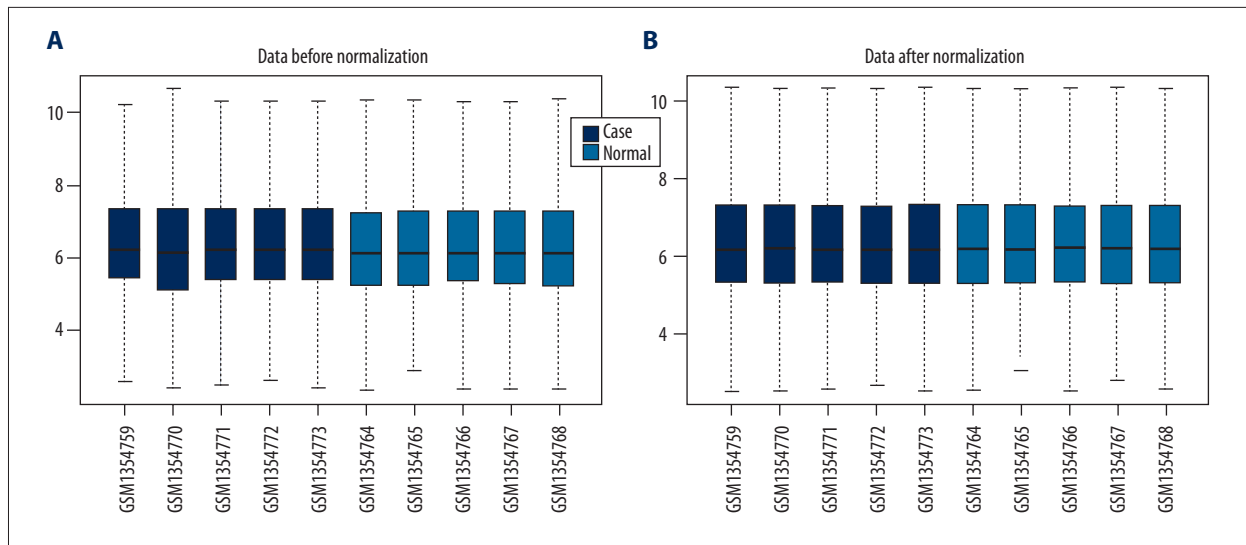 A
Data before normalization
10
8
6
4
GSM1354759
GSM1354770
GSM1354771
GSM1354772
GSM1354773
GSM1354764
GSM1354765
GSM1354766
GSM1354767
GSM1354768
Case
Normal
B
Data after normalization
10
8
6
4
GSM1354759
GSM1354770
GSM1354771
GSM1354772
GSM1354773
GSM1354764
GSM1354765
GSM1354766
GSM1354767
GSM1354768